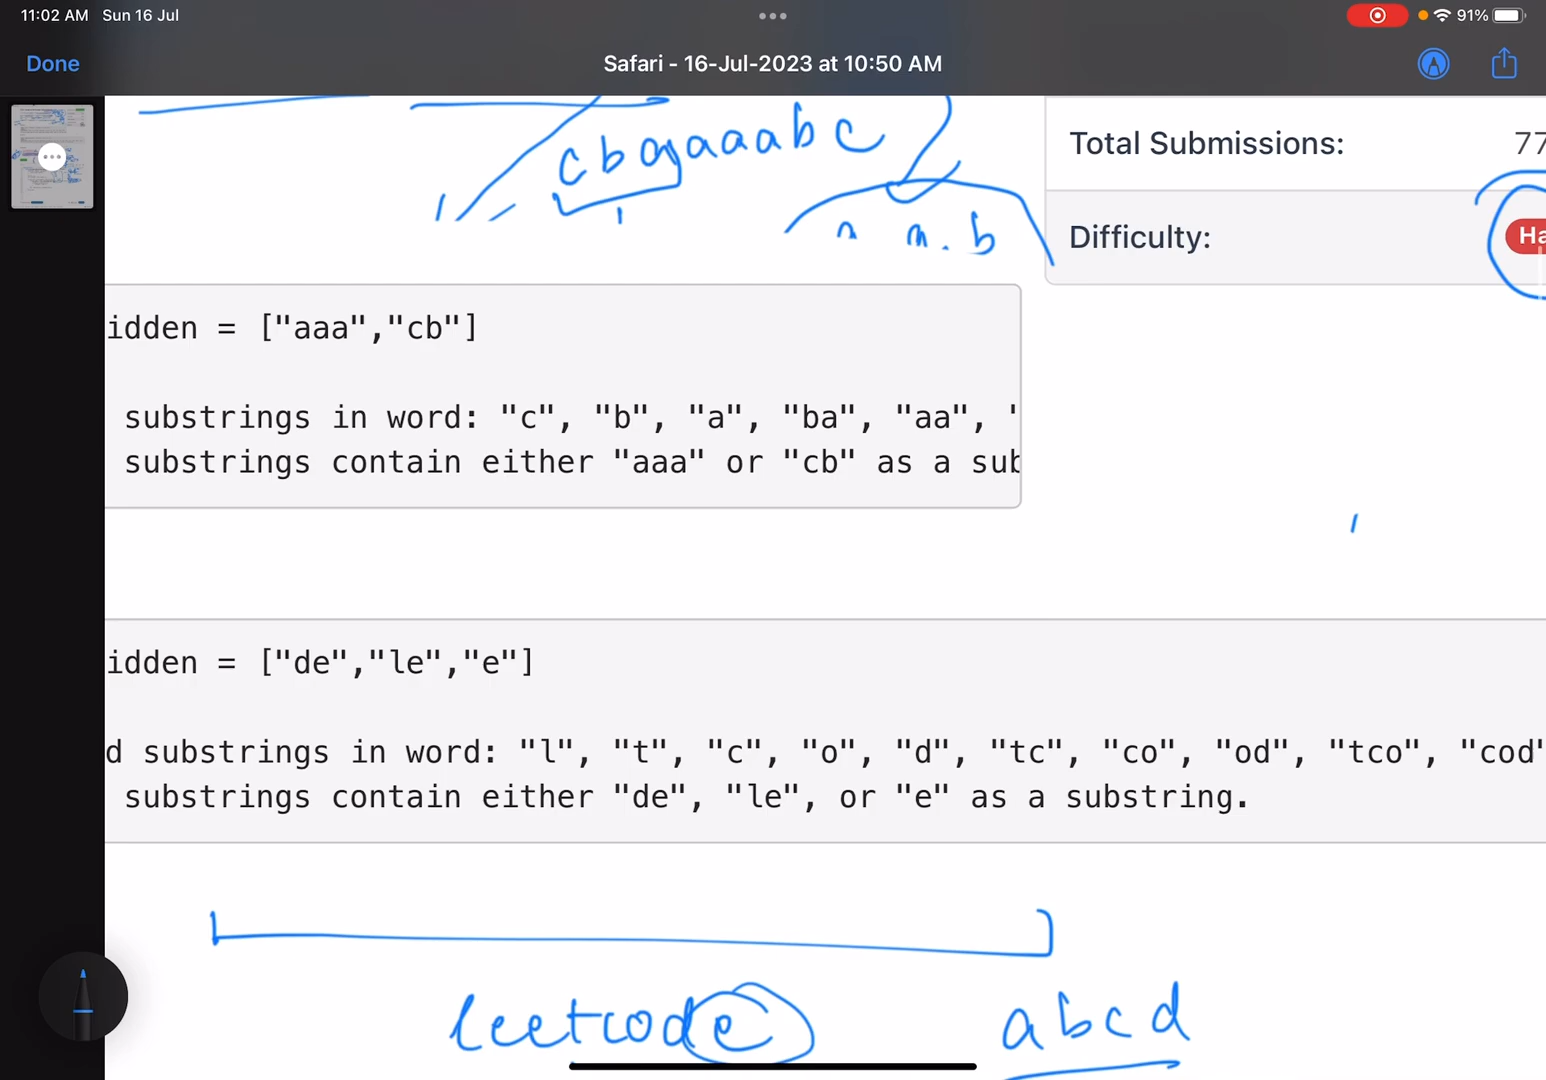 11:02 AM Sun 16 Jul
91%
Done
Safari - 16-Jul-2023 at 10:50 AM
Total Submissions: 77
Difficulty: Ha
idden = ["aaa","cb"]
substrings in word: "c", "b", "a", "ba", "aa", "
substrings contain either "aaa" or "cb" as a sub
idden = ["de","le","e"]
d substrings in word: "l", "t", "c", "o", "d", "tc", "co", "od", "tco", "cod"
substrings contain either "de", "le", or "e" as a substring.
leetcode abcd